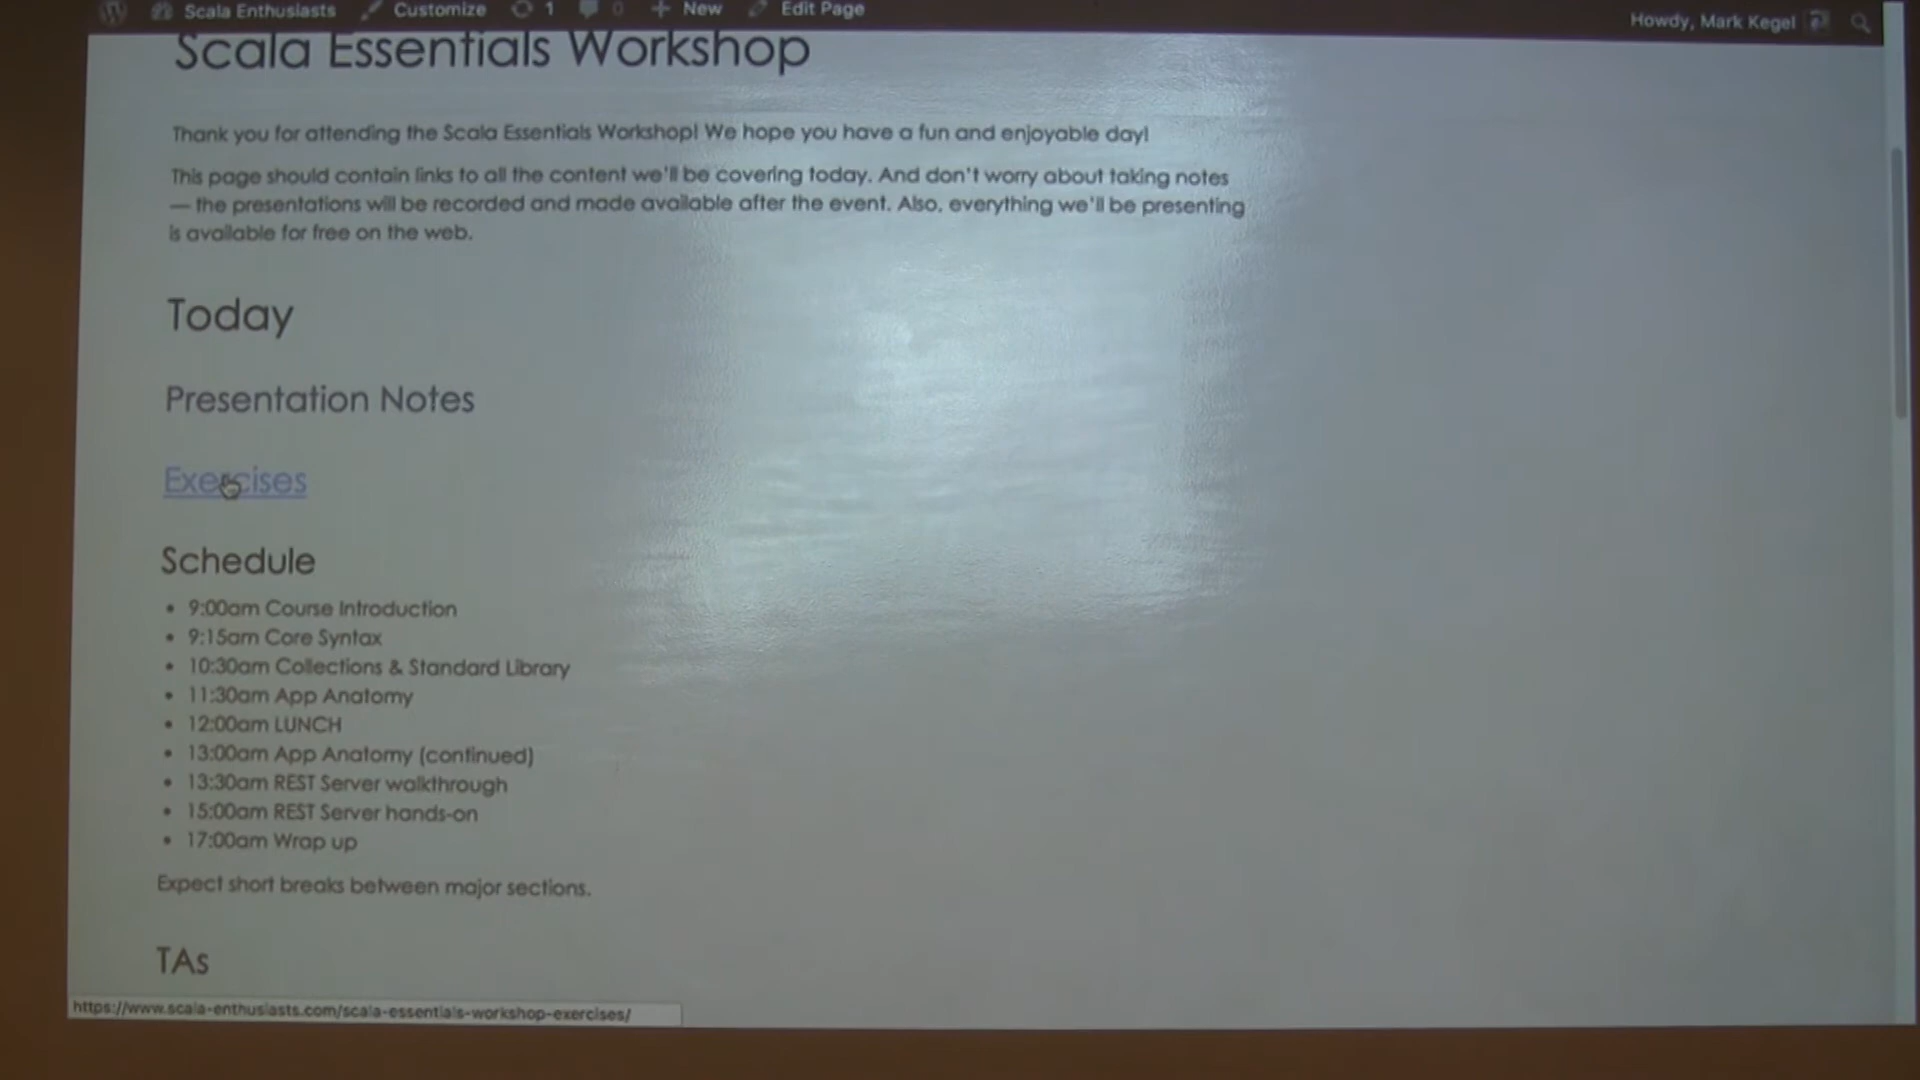 Scala Enthusiasts Customize 1 0 New Edit Page Howdy, Mark Kegel
Scala Essentials Workshop
Thank you for attending the Scala Essentials Workshop! We hope you have a fun and enjoyable day!
This page should contain links to all the content we'll be covering today. And don't worry about taking notes
— the presentations will be recorded and made available after the event. Also, everything we'll be presenting
is available for free on the web.
Today
Presentation Notes
Exercises
Schedule
• 9:00am Course Introduction
• 9:15am Core Syntax
• 10:30am Collections & Standard Library
• 11:30am App Anatomy
• 12:00am LUNCH
• 13:00am App Anatomy (continued)
• 13:30am REST Server walkthrough
• 15:00am REST Server hands-on
• 17:00am Wrap up
Expect short breaks between major sections.
TAs
https://www.scala-enthusiasts.com/scala-essentials-workshop-exercises/